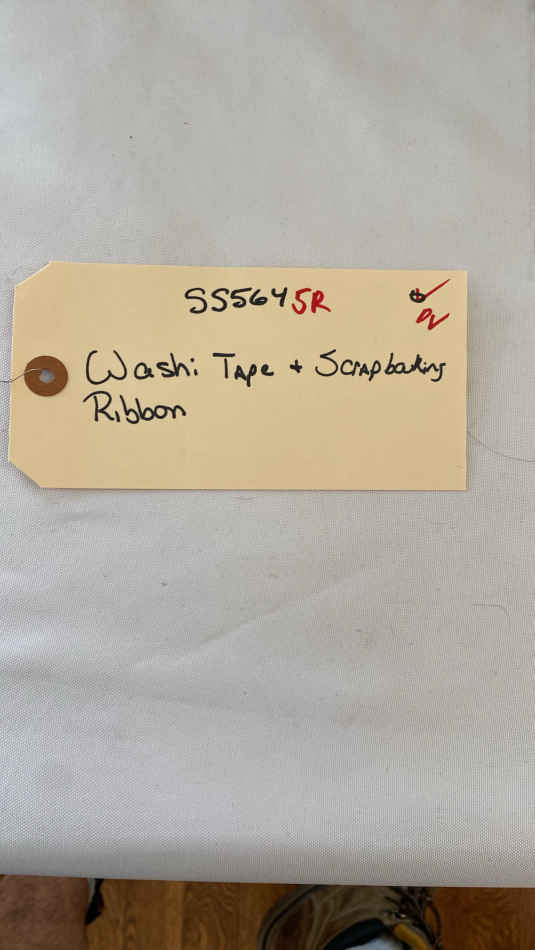 SS5645R
Washi Tape + Scrapbooking
Ribbon